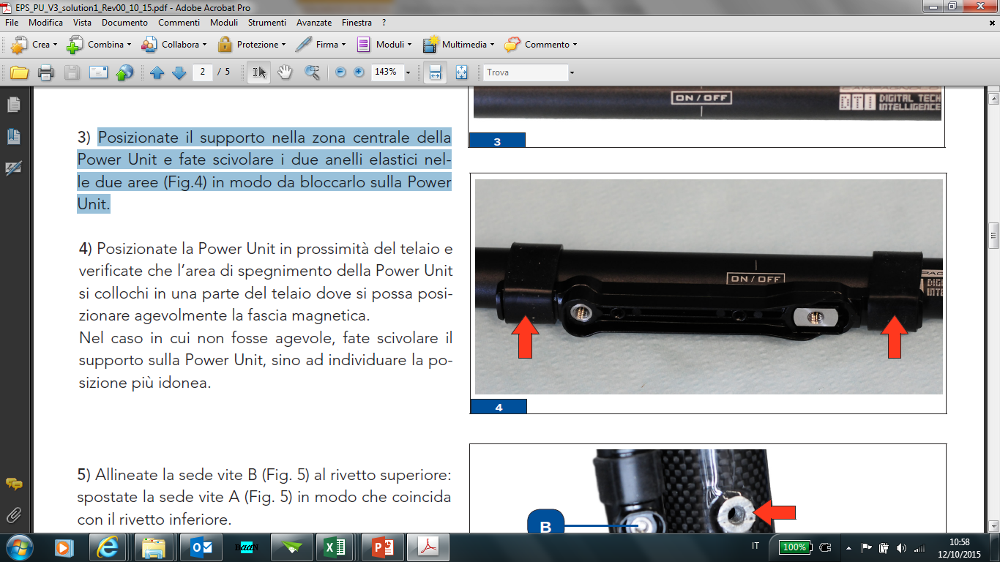 EPS_PU_V3_solution1_Rev00_10_15.pdf - Adobe Acrobat Pro
File Modifica Vista Documento Commenti Moduli Strumenti Avanzate Finestra ?
Crea Combina Collabora Protezione Firma Moduli Multimedia Commento
2 / 5 143% Trova
ON/OFF
DTI DIGITAL TECH
INTELLIGENCE
3
3) Posizionate il supporto nella zona centrale della
Power Unit e fate scivolare i due anelli elastici nel-
le due aree (Fig.4) in modo da bloccarlo sulla Power
Unit.
4) Posizionate la Power Unit in prossimità del telaio e
verificate che l'area di spegnimento della Power Unit
si collochi in una parte del telaio dove si possa posi-
zionare agevolmente la fascia magnetica.
Nel caso in cui non fosse agevole, fate scivolare il
supporto sulla Power Unit, sino ad individuare la po-
sizione più idonea.
ON/OFF
4
5) Allineate la sede vite B (Fig. 5) al rivetto superiore:
spostate la sede vite A (Fig. 5) in modo che coincida
con il rivetto inferiore.
B
BaaN
IT 100% 10:58
12/10/2015